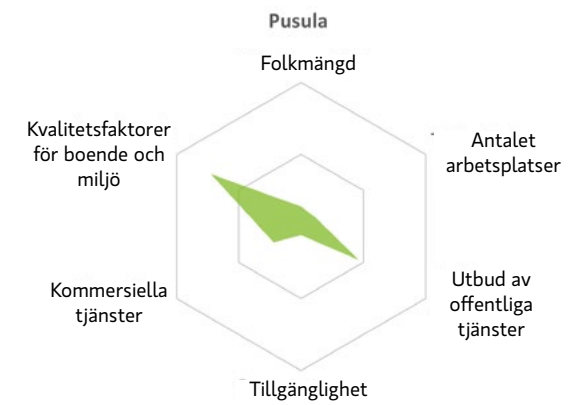 Pusula
Folkmängd
Kvalitetsfaktorer
för boende och
miljö
Antalet
arbetsplatser
Kommersiella
tjänster
Utbud av
offentliga
tjänster
Tillgänglighet